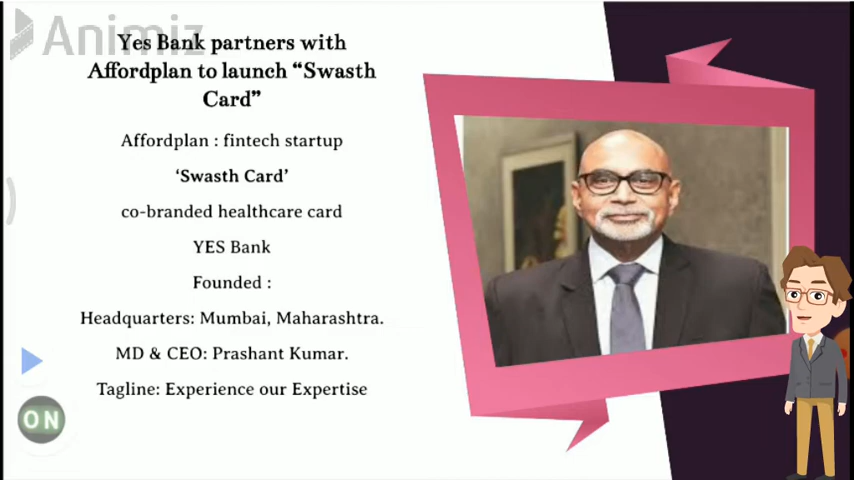 Animiz
Yes Bank partners with
Affordplan to launch “Swasth
Card”
Affordplan : fintech startup
‘Swasth Card’
co-branded healthcare card
YES Bank
Founded :
Headquarters: Mumbai, Maharashtra.
MD & CEO: Prashant Kumar.
Tagline: Experience our Expertise
ON